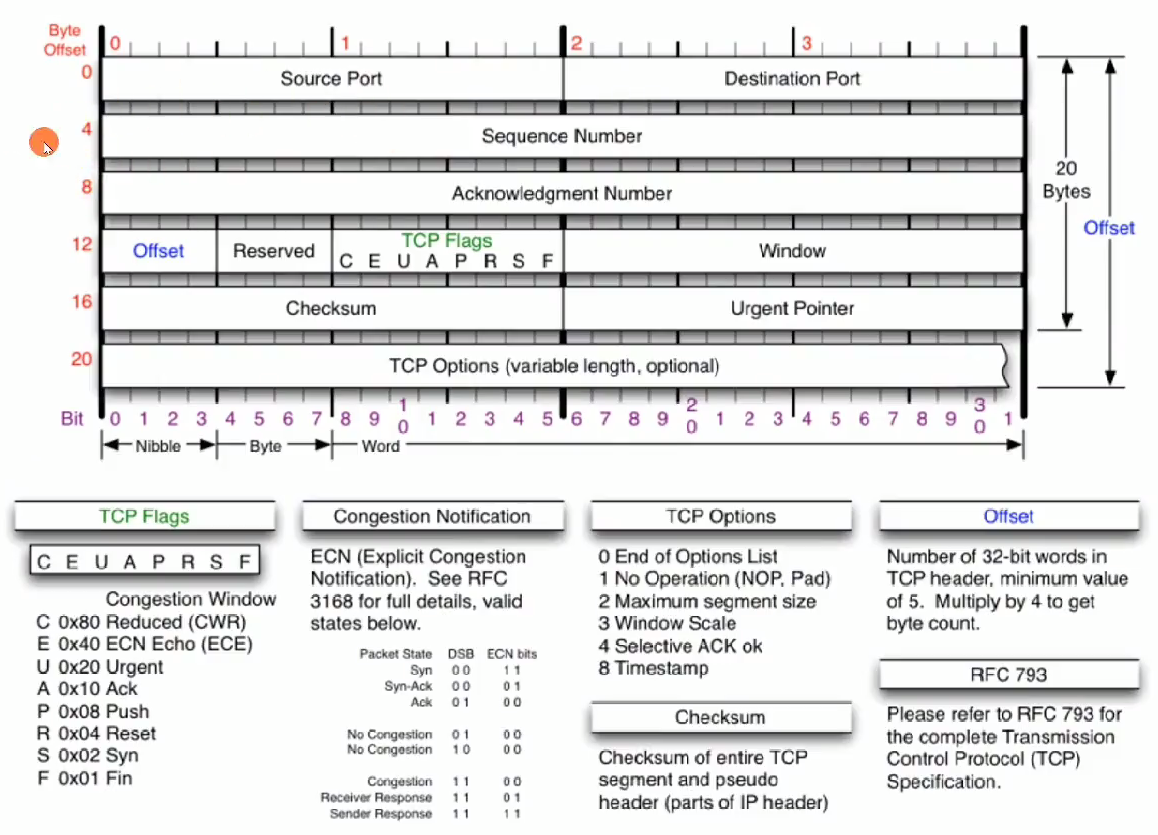 Byte
Offset
0 1 2 3
0 Source Port Destination Port
4 Sequence Number
8 Acknowledgment Number
20
Bytes
Offset
12 Offset Reserved TCP Flags Window
C E U A P R S F
16 Checksum Urgent Pointer
20 TCP Options (variable length, optional)
Bit 0 1 2 3 4 5 6 7 8 9 10 1 2 3 4 5 6 7 8 9 20 1 2 3 4 5 6 7 8 9 30 1
Nibble Byte Word
TCP Flags
C E U A P R S F
Congestion Window
C 0x80 Reduced (CWR)
E 0x40 ECN Echo (ECE)
U 0x20 Urgent
A 0x10 Ack
P 0x08 Push
R 0x04 Reset
S 0x02 Syn
F 0x01 Fin
Congestion Notification
ECN (Explicit Congestion
Notification). See RFC
3168 for full details, valid
states below.
Packet State DSB ECN bits
Syn 0 0 1 1
Syn-Ack 0 0 0 1
Ack 0 1 0 0
No Congestion 0 1 0 0
No Congestion 1 0 0 0
Congestion 1 1 0 0
Receiver Response 1 1 0 1
Sender Response 1 1 1 1
TCP Options
0 End of Options List
1 No Operation (NOP, Pad)
2 Maximum segment size
3 Window Scale
4 Selective ACK ok
8 Timestamp
Checksum
Checksum of entire TCP
segment and pseudo
header (parts of IP header)
Offset
Number of 32-bit words in
TCP header, minimum value
of 5. Multiply by 4 to get
byte count.
RFC 793
Please refer to RFC 793 for
the complete Transmission
Control Protocol (TCP)
Specification.